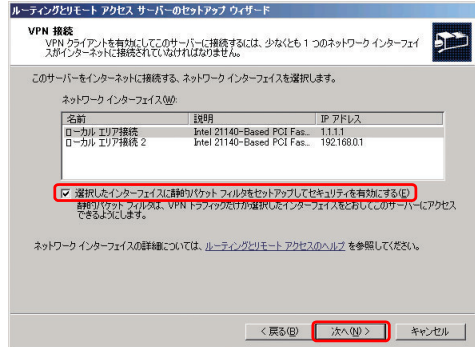 ルーティングとリモート アクセス サーバーのセットアップ ウィザード
VPN 接続
VPN クライアントを有効にしてこのサーバーに接続するには、少なくとも 1 つのネットワーク インターフェイ
スがインターネットに接続されていなければなりません。
このサーバーをインターネットに接続する、ネットワーク インターフェイスを選択します。
ネットワーク インターフェイス(W):
名前 説明 IP アドレス
ローカル エリア接続 Intel 21140-Based PCI Fas... 1.1.1.1
ローカル エリア接続 2 Intel 21140-Based PCI Fas... 192.168.0.1
選択したインターフェイスに静的パケット フィルタをセットアップしてセキュリティを有効にする(E)
静的パケット フィルタは、VPN トラフィックだけが選択したインターフェイスをとおしてこのサーバーにアクセス
できるようにします。
ネットワーク インターフェイスの詳細については、ルーティングとリモート アクセスのヘルプ を参照してください。
< 戻る(B) 次へ(N) > キャンセル